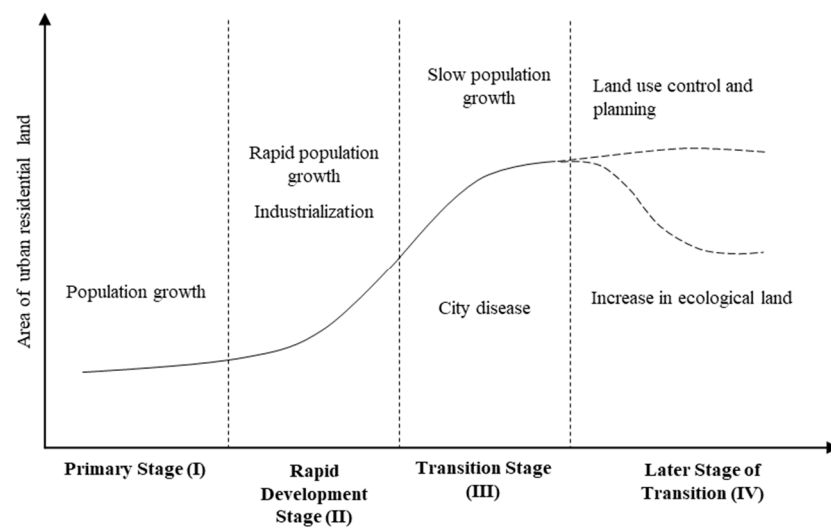 Area of urban residential land
Population growth
Rapid population
growth
Industrialization
Slow population
growth
City disease
Land use control and
planning
Increase in ecological land
Primary Stage (I)
Rapid
Development
Stage (II)
Transition Stage
(III)
Later Stage of
Transition (IV)